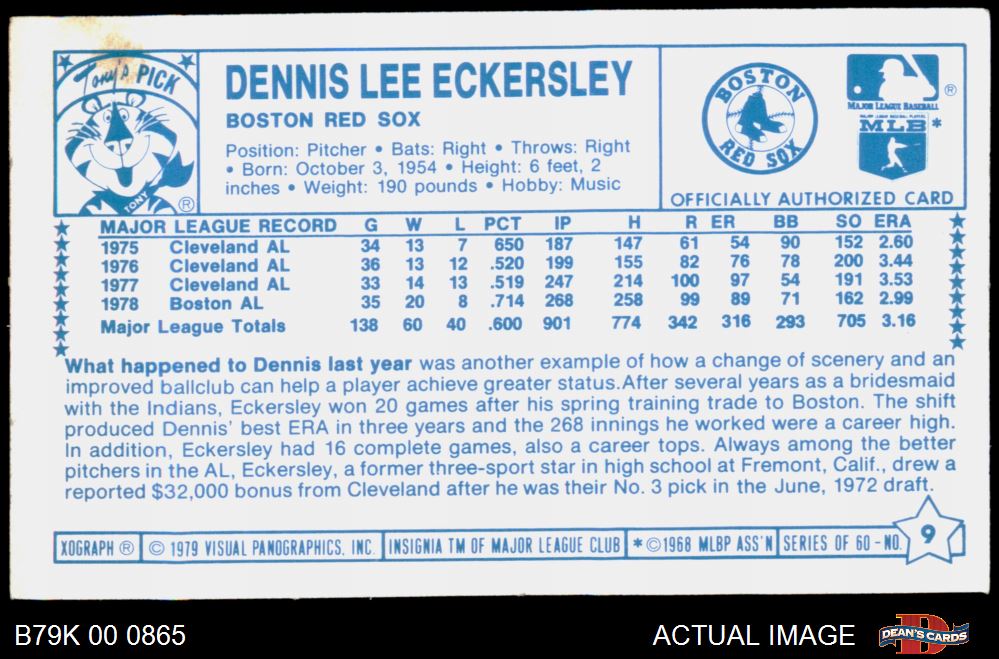 Tony's PICK
TONY
®
DENNIS LEE ECKERSLEY
BOSTON RED SOX
Position: Pitcher • Bats: Right • Throws: Right
• Born: October 3, 1954 • Height: 6 feet, 2
inches • Weight: 190 pounds • Hobby: Music
BOSTON
RED SOX
®
MAJOR LEAGUE BASEBALL
MLB *
OFFICIALLY AUTHORIZED CARD
MAJOR LEAGUE RECORD G W L PCT IP H R ER BB SO ERA
1975 Cleveland AL 34 13 7 650 187 147 61 54 90 152 2.60
1976 Cleveland AL 36 13 12 .520 199 155 82 76 78 200 3.44
1977 Cleveland AL 33 14 13 .519 247 214 100 97 54 191 3.53
1978 Boston AL 35 20 8 .714 268 258 99 89 71 162 2.99
Major League Totals 138 60 40 .600 901 774 342 316 293 705 3.16
What happened to Dennis last year was another example of how a change of scenery and an
improved ballclub can help a player achieve greater status.After several years as a bridesmaid
with the Indians, Eckersley won 20 games after his spring training trade to Boston. The shift
produced Dennis' best ERA in three years and the 268 innings he worked were a career high.
In addition, Eckersley had 16 complete games, also a career tops. Always among the better
pitchers in the AL, Eckersley, a former three-sport star in high school at Fremont, Calif., drew a
reported $32,000 bonus from Cleveland after he was their No. 3 pick in the June, 1972 draft.
XOGRAPH ® © 1979 VISUAL PANOGRAPHICS, INC. INSIGNIA TM OF MAJOR LEAGUE CLUB * ©1968 MLBP ASS'N SERIES OF 60 - NO. 9
B79K 00 0865
ACTUAL IMAGE
DEAN'S CARDS